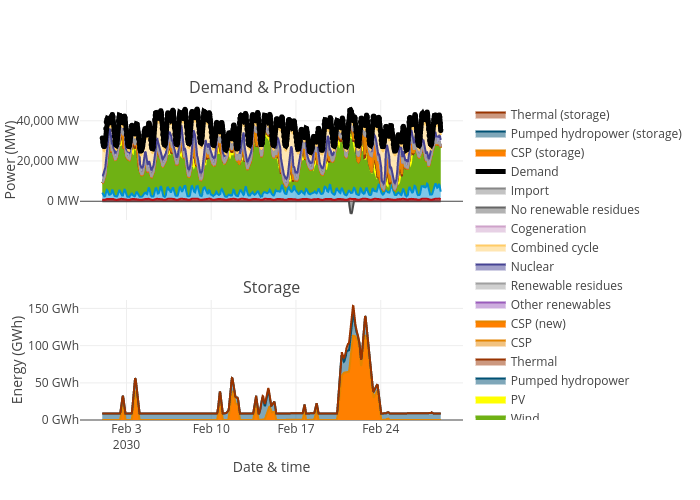 Demand & Production
Power (MW)
40,000 MW
20,000 MW
0 MW
Storage
Energy (GWh)
150 GWh
100 GWh
50 GWh
0 GWh
Feb 3
2030
Feb 10
Feb 17
Feb 24
Date & time
Thermal (storage)
Pumped hydropower (storage)
CSP (storage)
Demand
Import
No renewable residues
Cogeneration
Combined cycle
Nuclear
Renewable residues
Other renewables
CSP (new)
CSP
Thermal
Pumped hydropower
PV
Wind